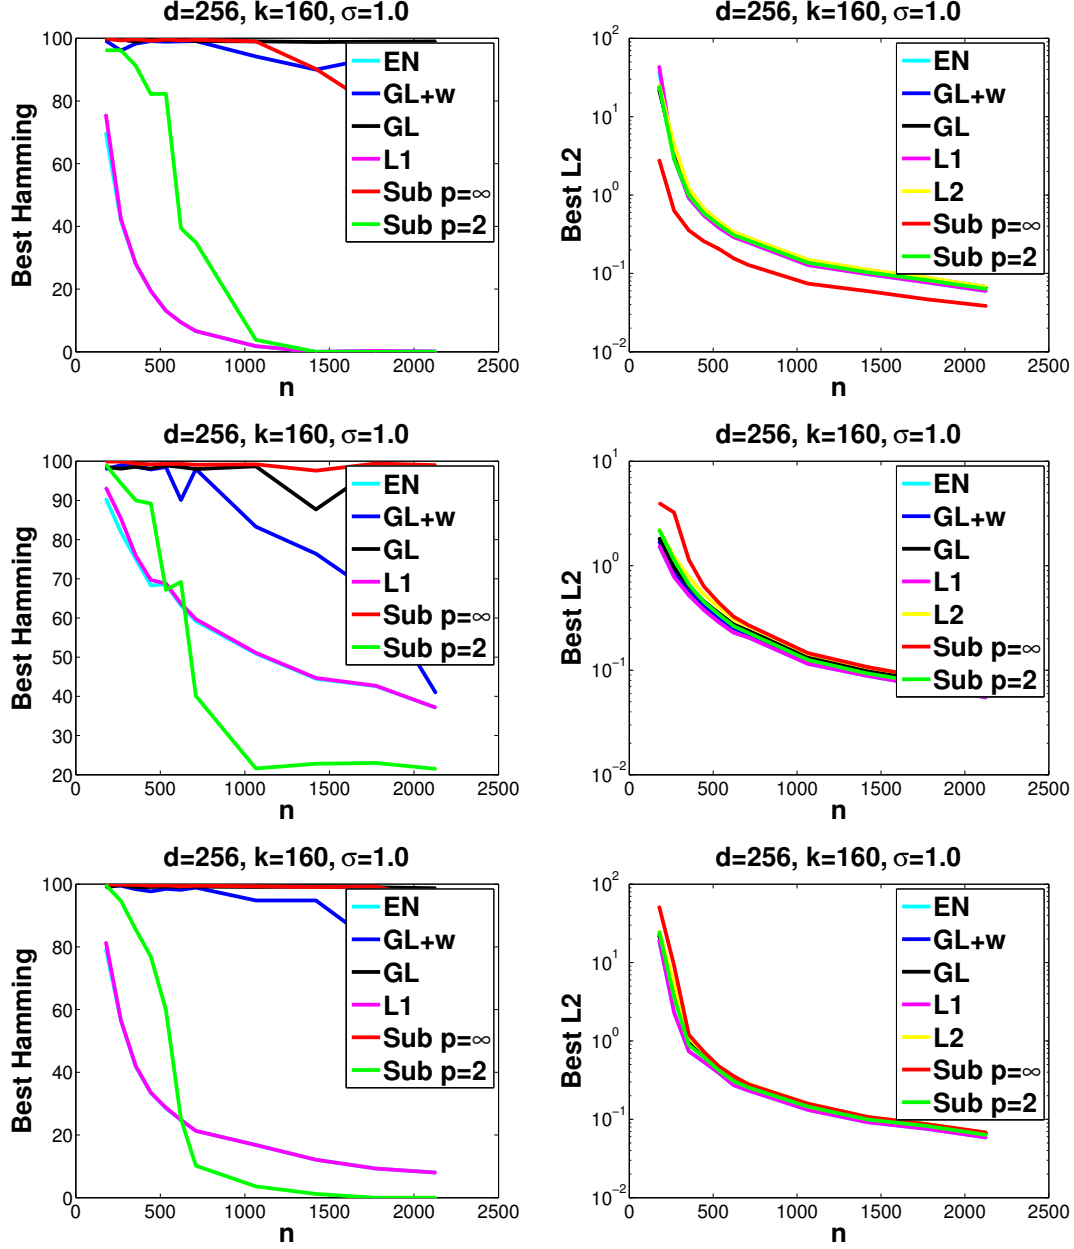 d=256, k=160, σ=1.0
Best Hamming
100
80
60
40
20
0
0
500
1000
1500
2000
2500
n
EN
GL+w
GL
L1
Sub p=∞
Sub p=2
d=256, k=160, σ=1.0
Best L2
10^2
10^1
10^0
10^-1
10^-2
0
500
1000
1500
2000
2500
n
EN
GL+w
GL
L1
L2
Sub p=∞
Sub p=2
d=256, k=160, σ=1.0
Best Hamming
100
90
80
70
60
50
40
30
20
0
500
1000
1500
2000
2500
n
EN
GL+w
GL
L1
Sub p=∞
Sub p=2
d=256, k=160, σ=1.0
Best L2
10^1
10^0
10^-1
10^-2
0
500
1000
1500
2000
2500
n
EN
GL+w
GL
L1
L2
Sub p=∞
Sub p=2
d=256, k=160, σ=1.0
Best Hamming
100
80
60
40
20
0
0
500
1000
1500
2000
2500
n
EN
GL+w
GL
L1
Sub p=∞
Sub p=2
d=256, k=160, σ=1.0
Best L2
10^2
10^1
10^0
10^-1
10^-2
0
500
1000
1500
2000
2500
n
EN
GL+w
GL
L1
L2
Sub p=∞
Sub p=2